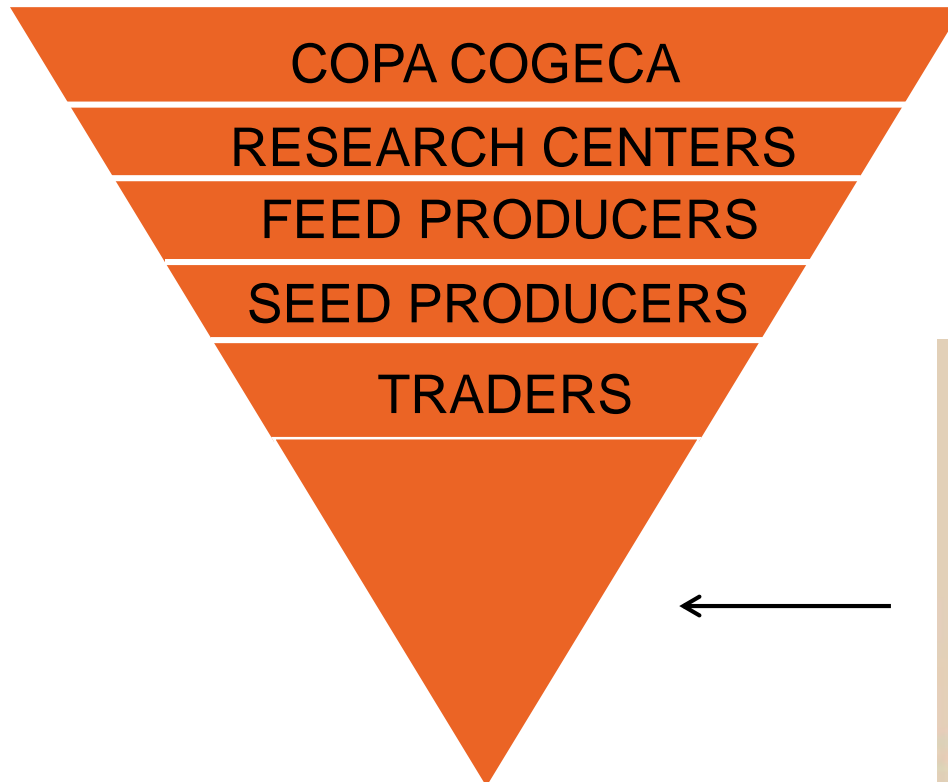 COPA COGECA
RESEARCH CENTERS
FEED PRODUCERS
SEED PRODUCERS
TRADERS